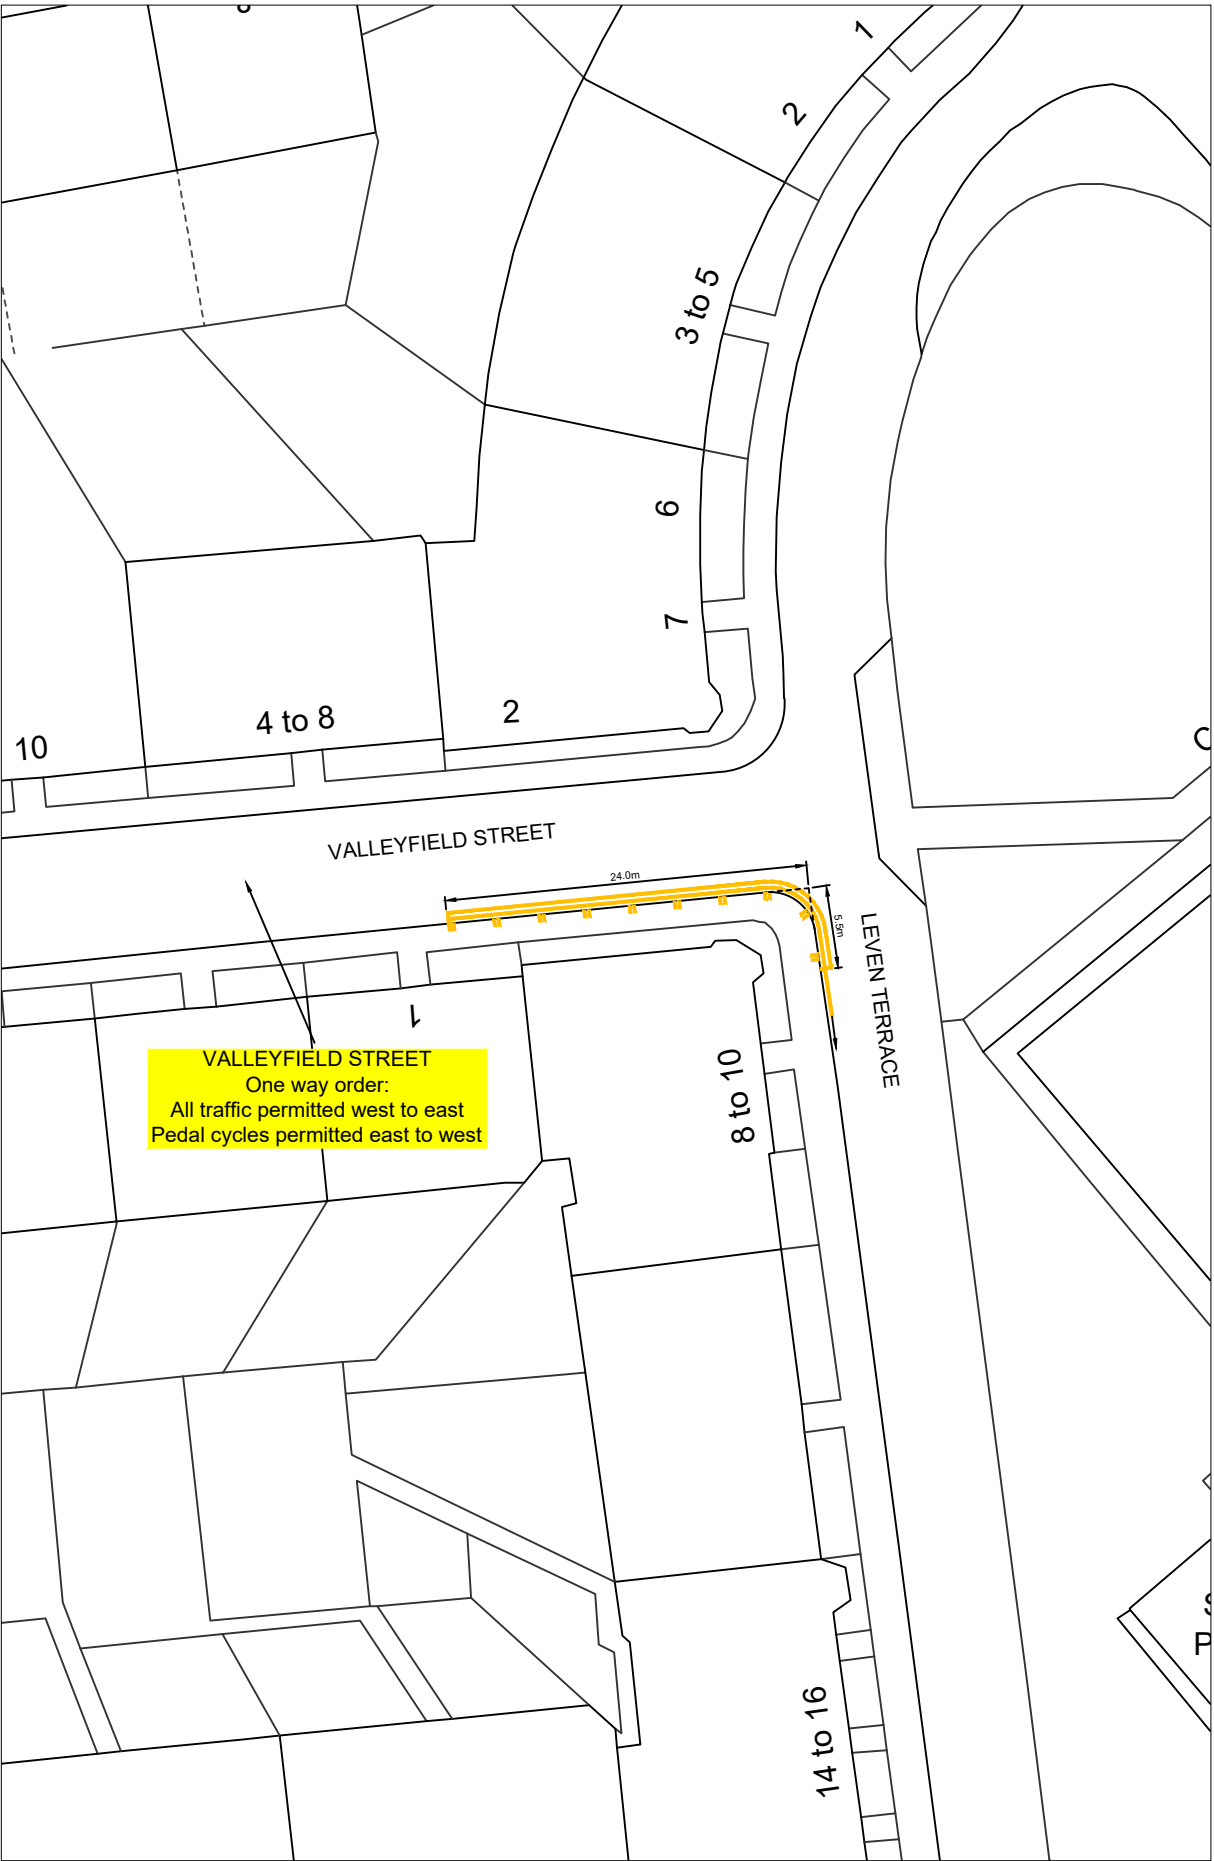 1
2
3 to 5
6
7
2
4 to 8
10
VALLEYFIELD STREET
24.0m
5.5m
LEVEN TERRACE
1
VALLEYFIELD STREET
One way order:
All traffic permitted west to east
Pedal cycles permitted east to west
8 to 10
14 to 16
P